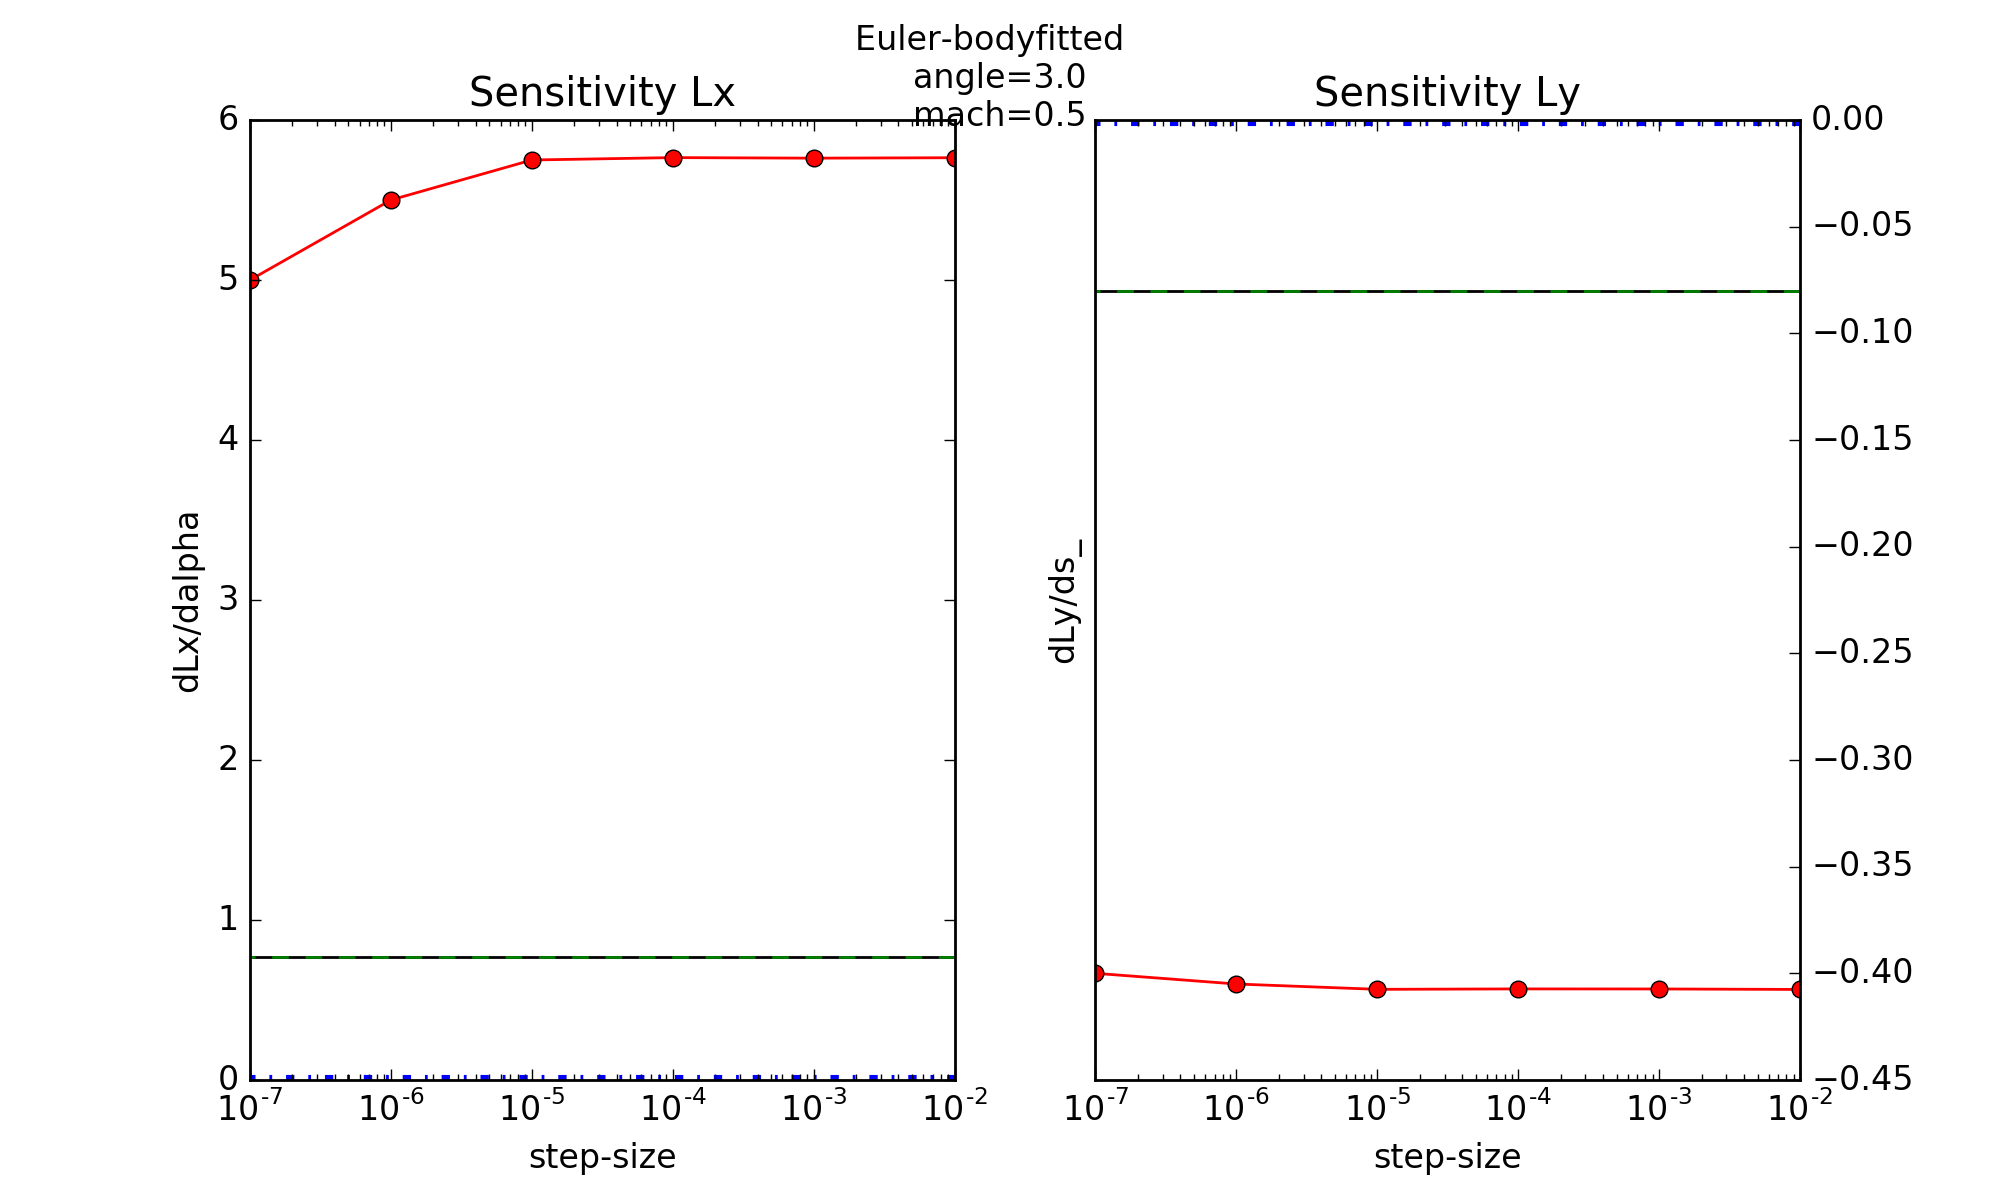 Euler-bodyfitted
angle=3.0
mach=0.5
Sensitivity Lx
6
5
4
3
2
1
0
dLx/dalpha
10^-7 10^-6 10^-5 10^-4 10^-3 10^-2
step-size
Sensitivity Ly
dLy/ds_
0.00
−0.05
−0.10
−0.15
−0.20
−0.25
−0.30
−0.35
−0.40
−0.45
10^-7 10^-6 10^-5 10^-4 10^-3 10^-2
step-size